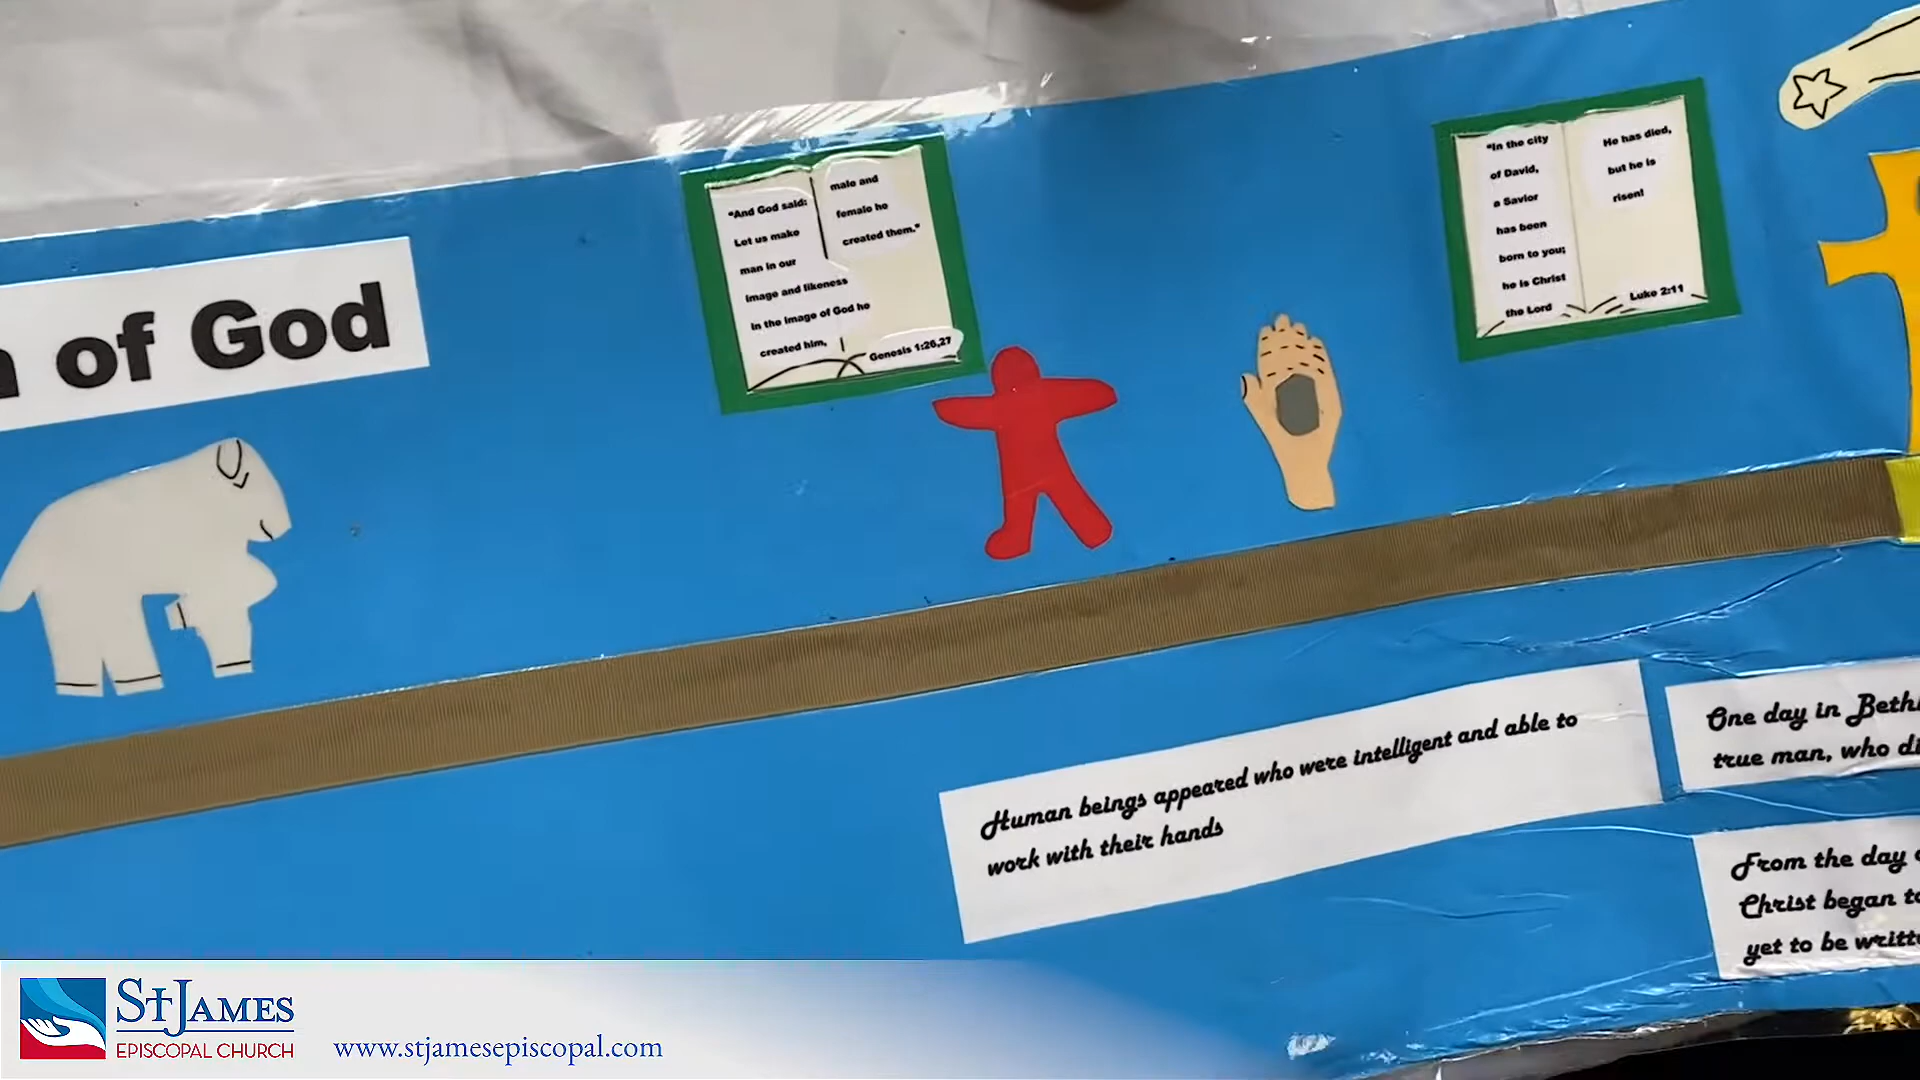 of God
"And God said:
Let us make
man in our
image and likeness
In the image of God he
created him,
male and
female he
created them."
Genesis 1:26,27
"In the city
of David,
a Savior
has been
born to you;
he is Christ
the Lord
He has died,
but he is
risen!
Luke 2:11
Human beings appeared who were intelligent and able to
work with their hands
One day in
true man, who
From the day
Christ began
yet to be
ST JAMES
EPISCOPAL CHURCH
www.stjamesepiscopal.com